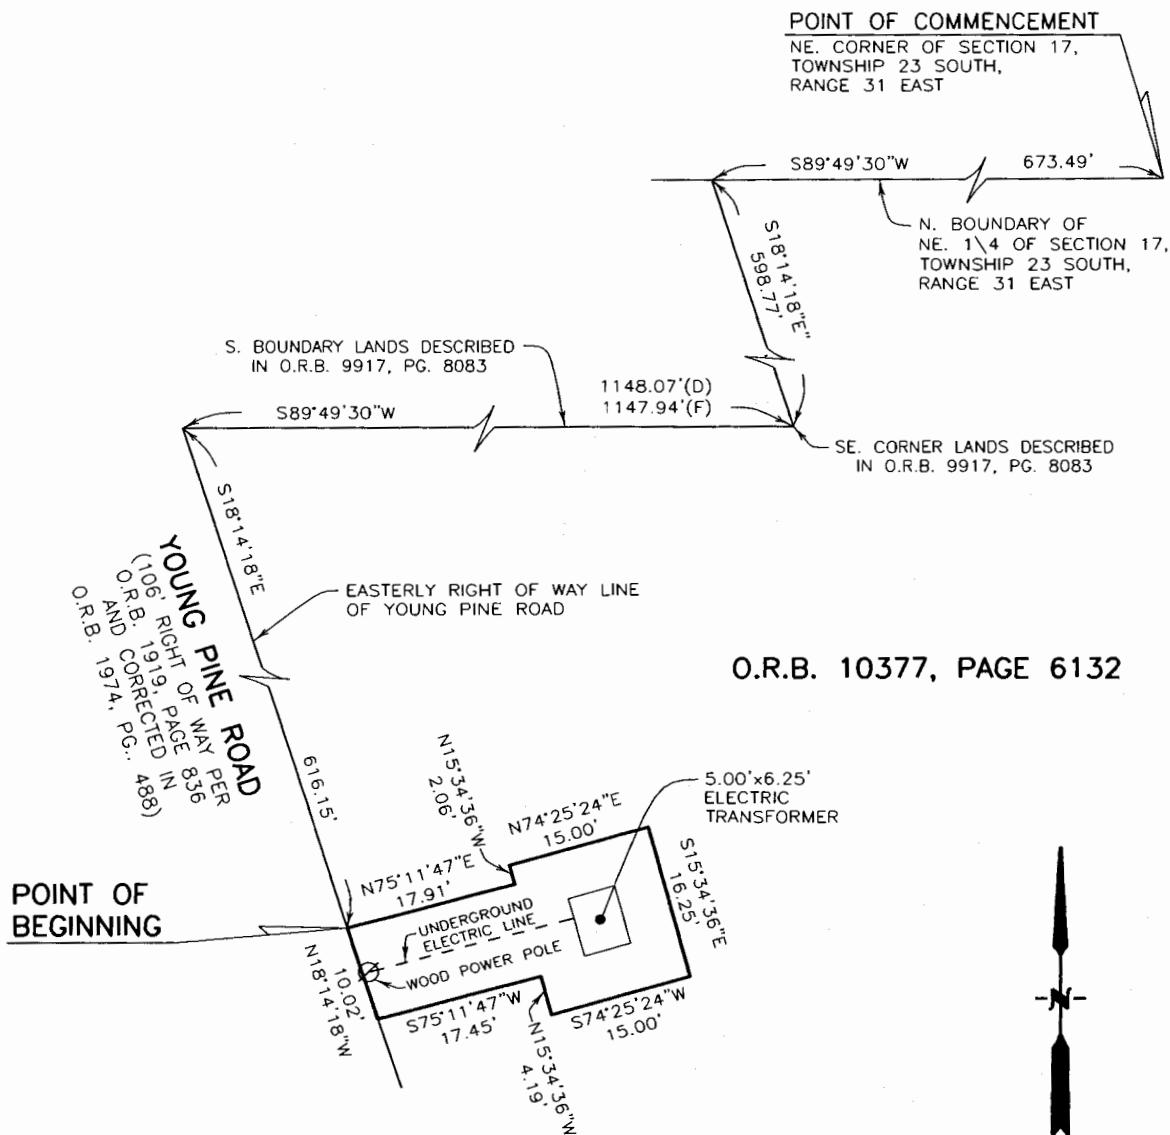 POINT OF COMMENCEMENT
NE. CORNER OF SECTION 17,
TOWNSHIP 23 SOUTH,
RANGE 31 EAST
S89°49'30"W
673.49'
N. BOUNDARY OF
NE. 1\4 OF SECTION 17,
TOWNSHIP 23 SOUTH,
RANGE 31 EAST
S18°14'18"E"
598.77'
S. BOUNDARY LANDS DESCRIBED
IN O.R.B. 9917, PG. 8083
1148.07'(D)
1147.94'(F)
S89°49'30"W
SE. CORNER LANDS DESCRIBED
IN O.R.B. 9917, PG. 8083
S18°14'18"E
616.15'
YOUNG PINE ROAD
(106' RIGHT OF WAY PER
O.R.B. 1919, PAGE 836
AND CORRECTED IN
O.R.B. 1974, PG.. 488)
EASTERLY RIGHT OF WAY LINE
OF YOUNG PINE ROAD
O.R.B. 10377, PAGE 6132
N15°34'36"W
2.06'
N74°25'24"E
15.00'
5.00'x6.25'
ELECTRIC
TRANSFORMER
N75°11'47"E
17.91'
S15°34'36"E
16.25'
POINT OF
BEGINNING
UNDERGROUND
ELECTRIC LINE
WOOD POWER POLE
10.02'
N18°14'18"W
S75°11'47"W
17.45'
N15°34'36"W
4.19'
S74°25'24"W
15.00'
N